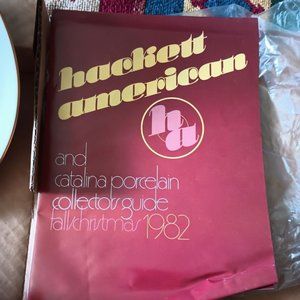 hackett
american
ha
and
catalina porcelain
collectors guide
fall/christmas 1982